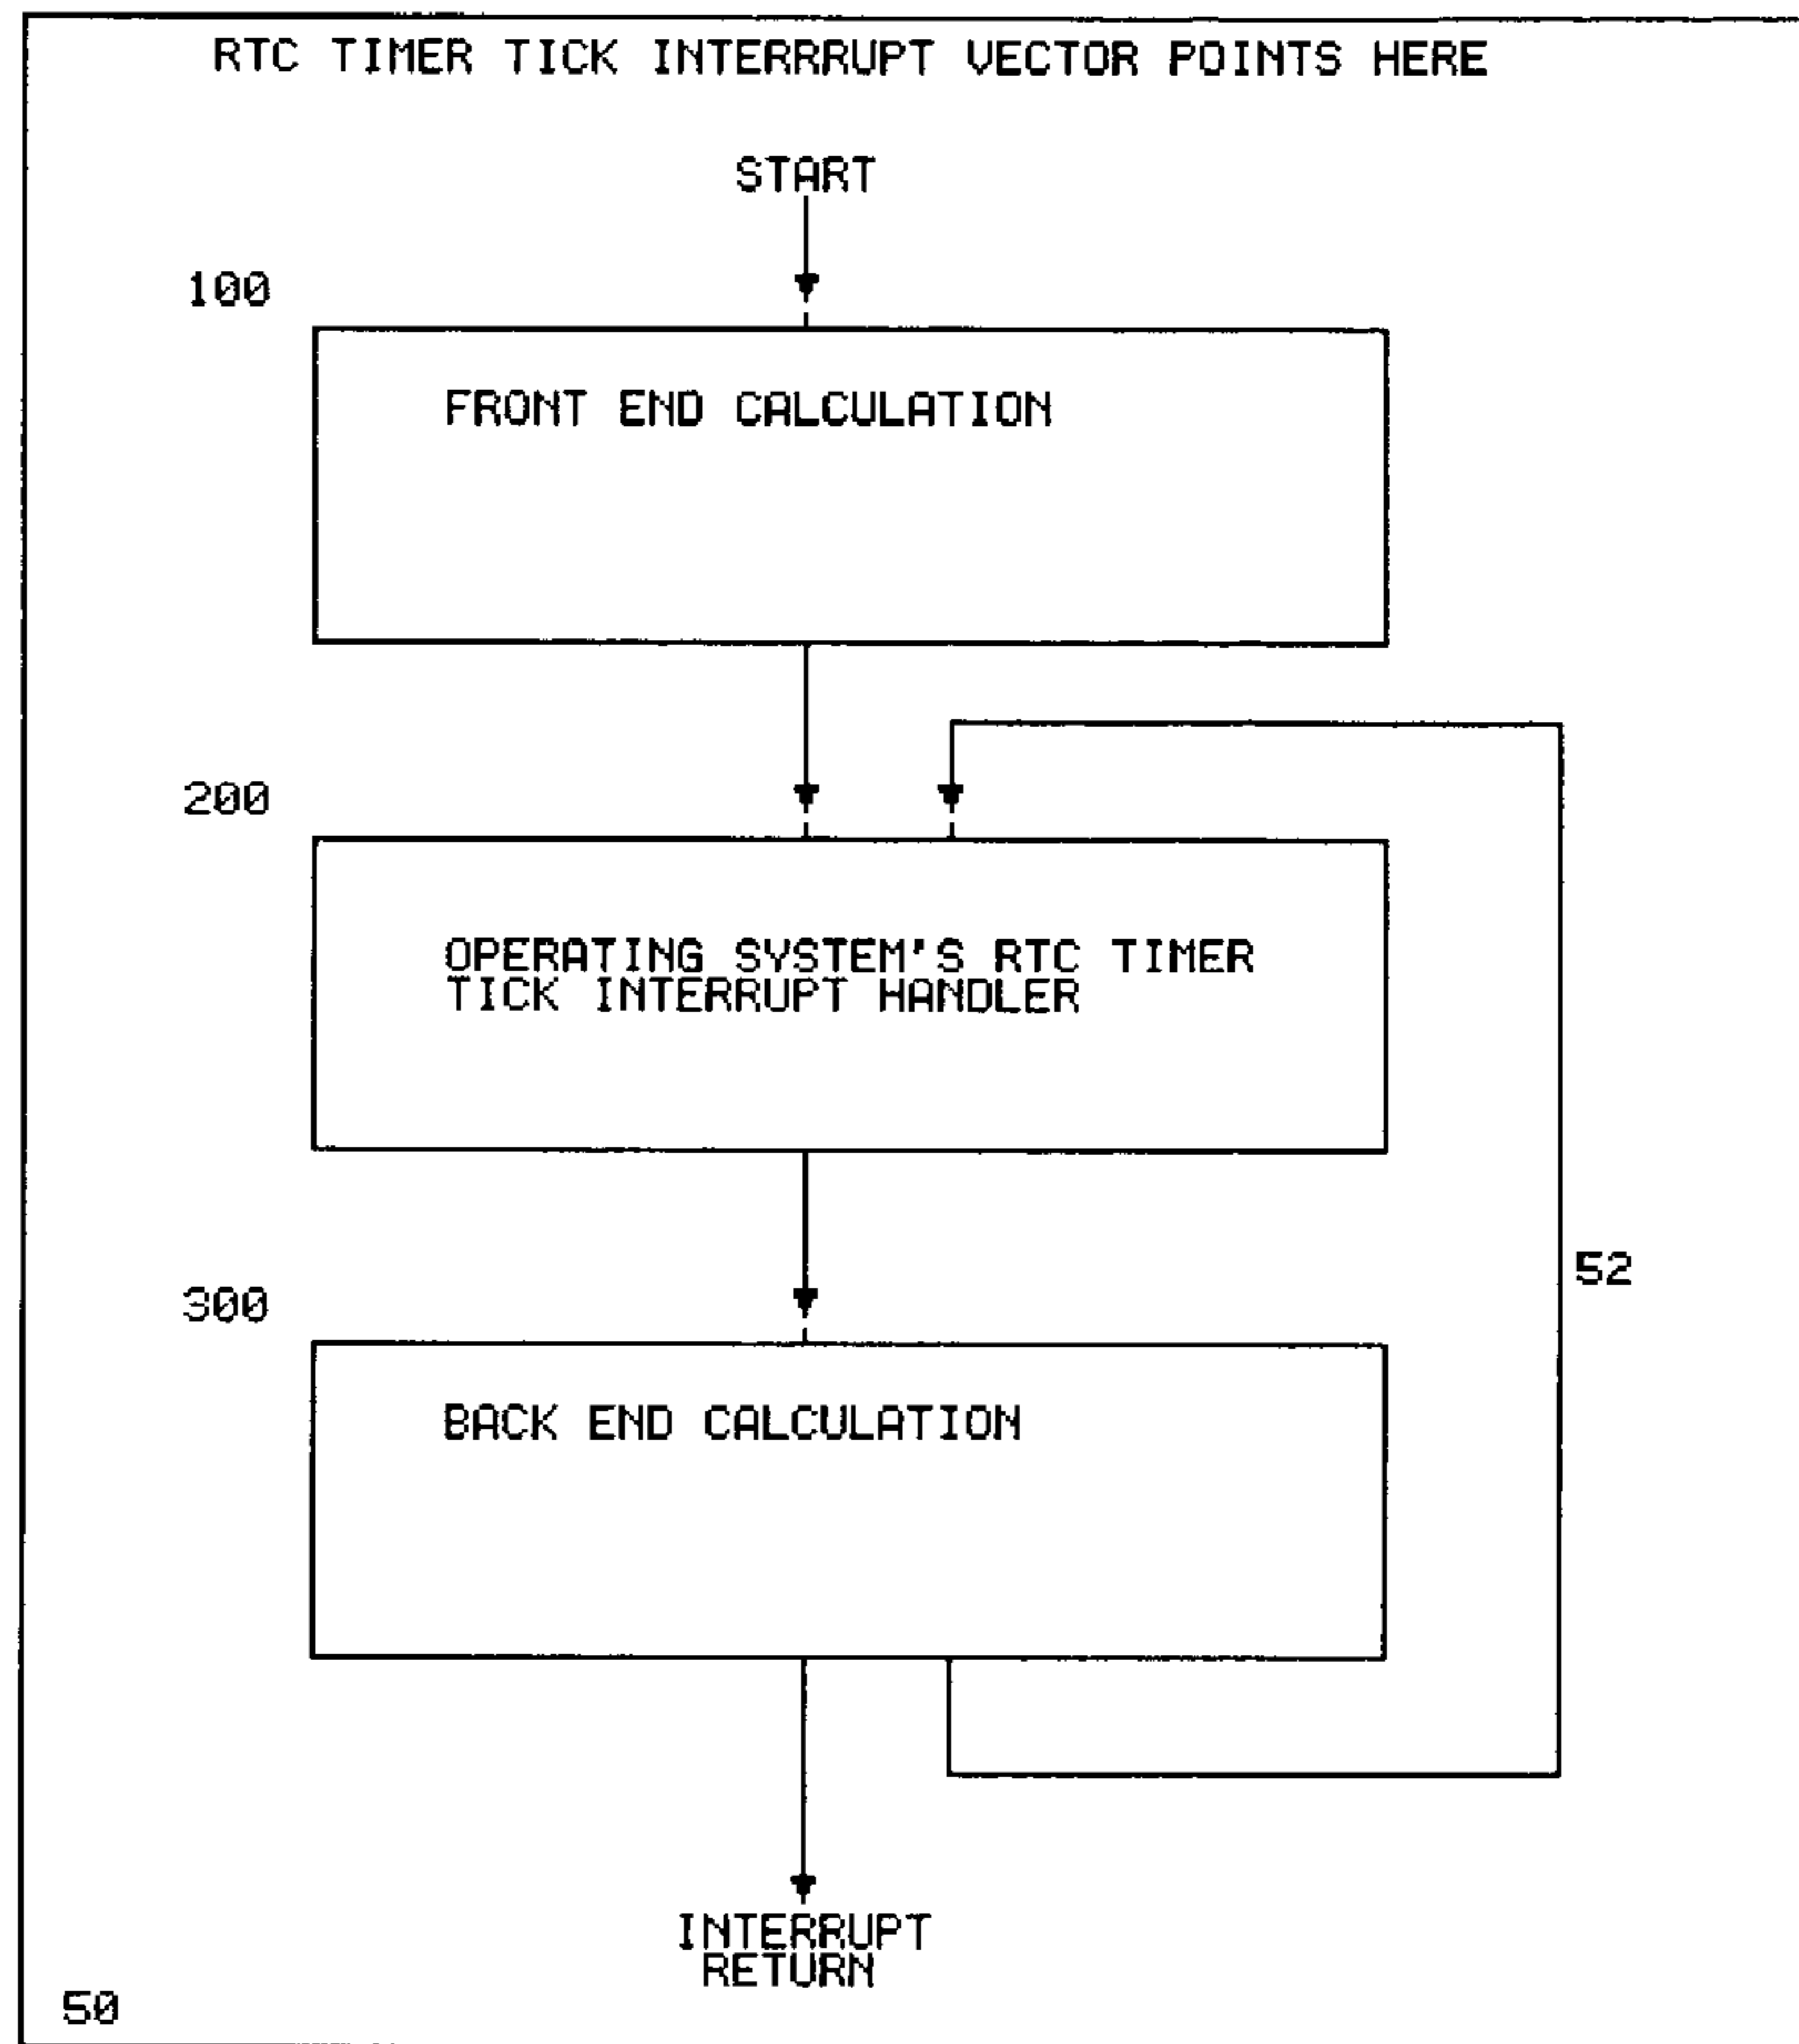 RTC TIMER TICK INTERRRUPT VECTOR POINTS HERE
START
100
FRONT END CALCULATION
200
OPERATING SYSTEM'S RTC TIMER
TICK INTERRUPT HANDLER
52
300
BACK END CALCULATION
INTERRUPT
RETURN
50